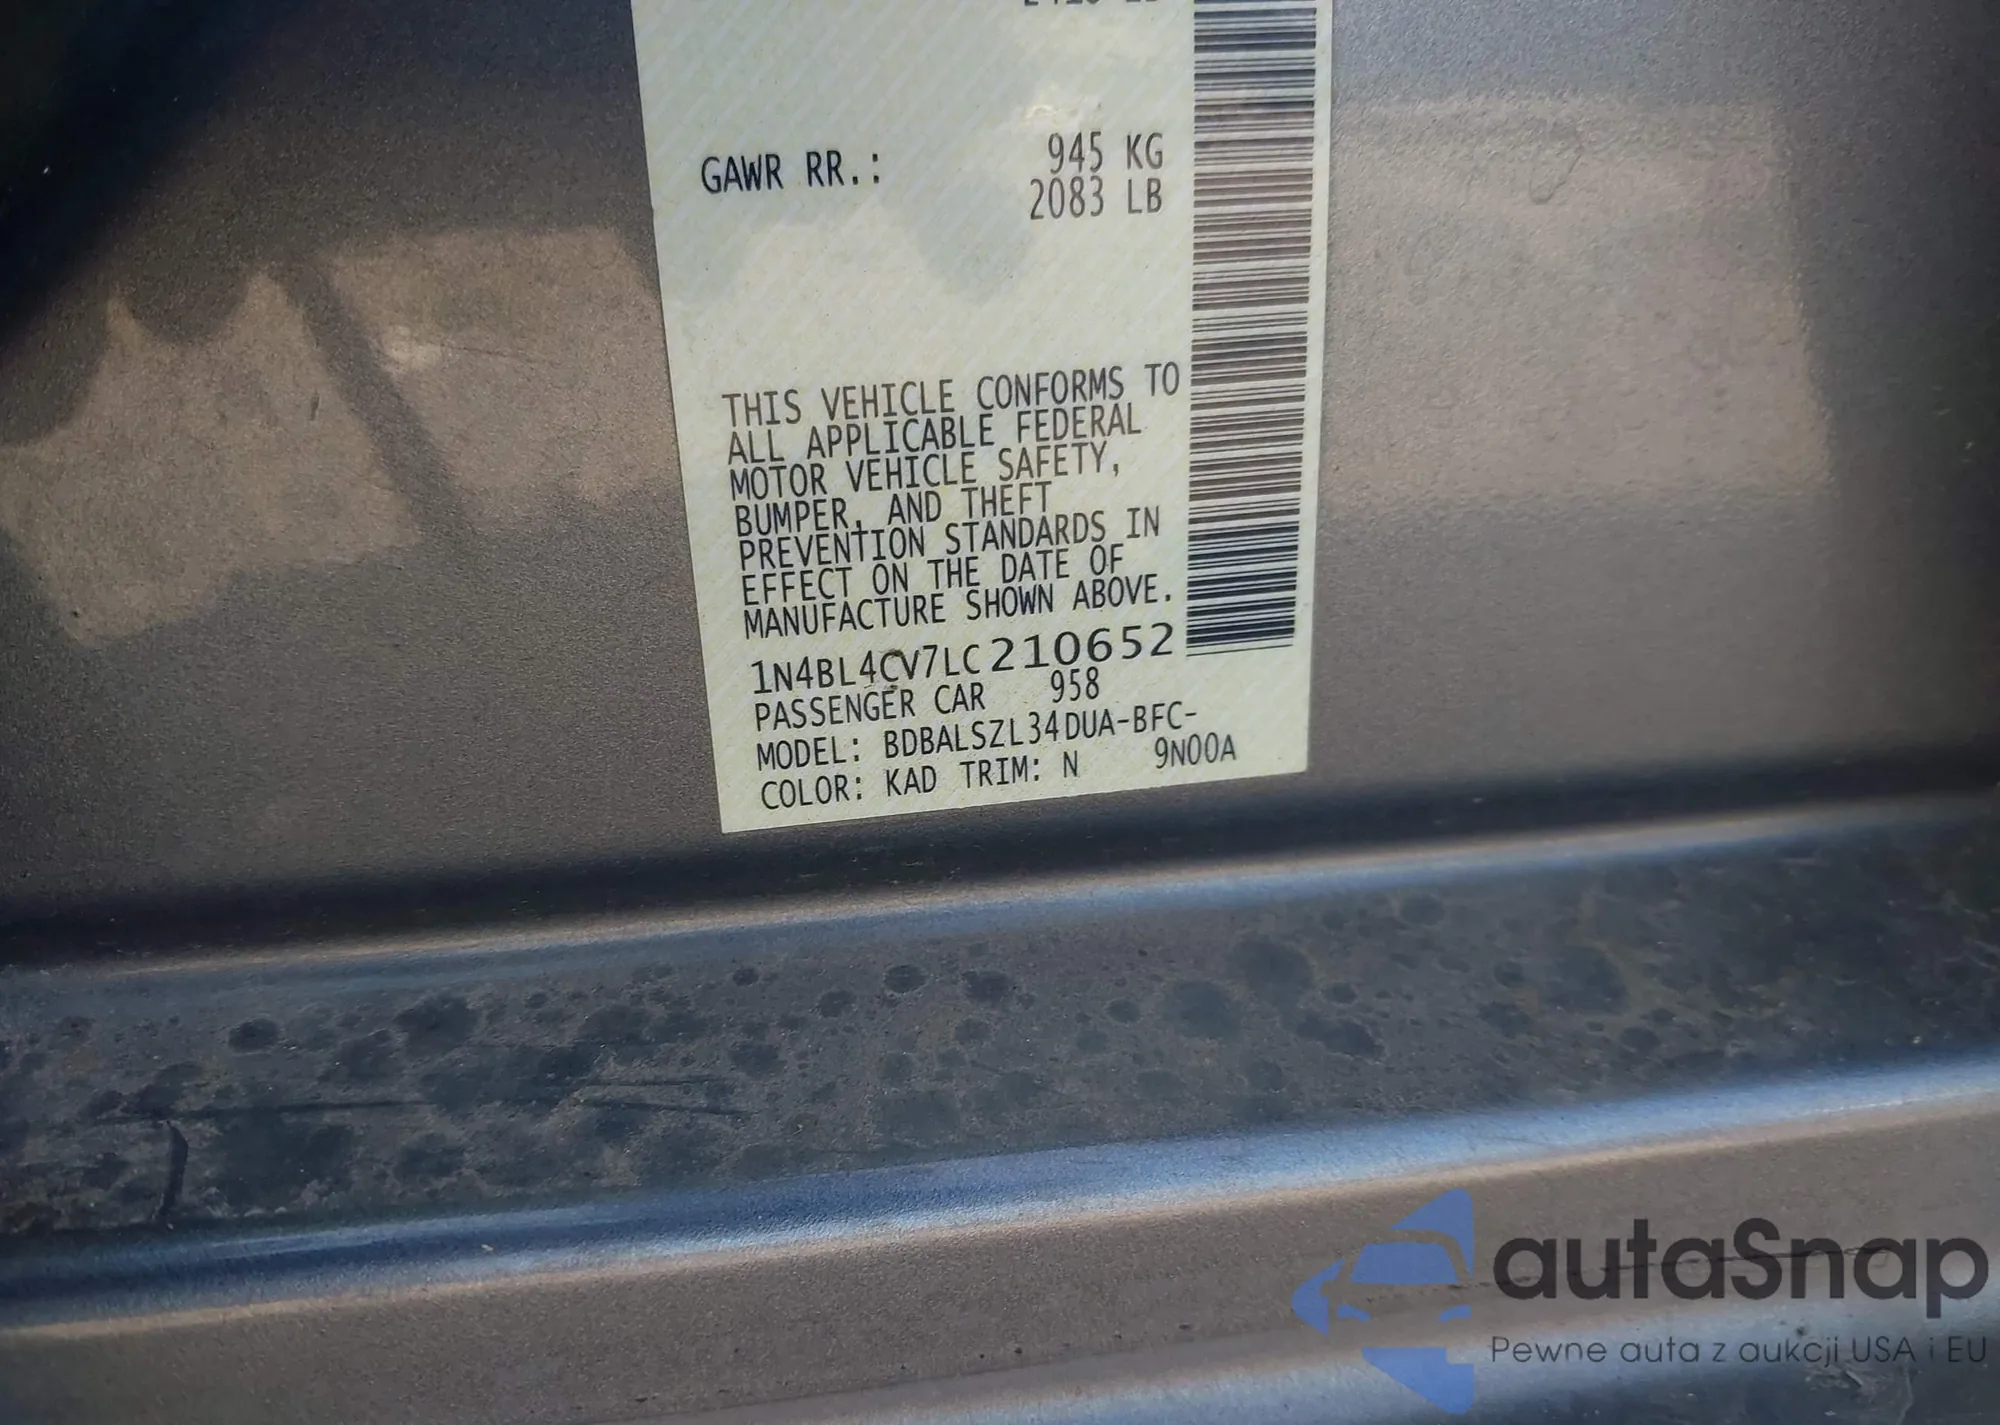 GAWR RR.: 945 KG
2083 LB
THIS VEHICLE CONFORMS TO
ALL APPLICABLE FEDERAL
MOTOR VEHICLE SAFETY,
BUMPER, AND THEFT
PREVENTION STANDARDS IN
EFFECT ON THE DATE OF
MANUFACTURE SHOWN ABOVE.
1N4BL4CV7LC210652
PASSENGER CAR 958
MODEL: BDBALSZL34DUA-BFC-
COLOR: KAD TRIM: N 9N00A
autaSnap
Pewne auta z aukcji USA i EU